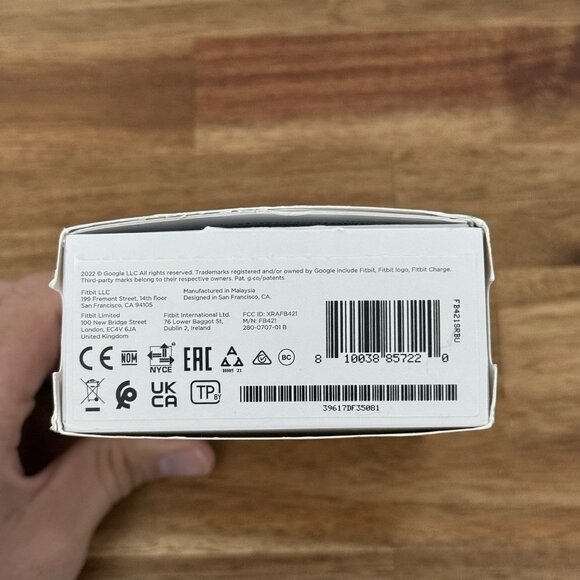 2022 © Google LLC All rights reserved. Trademarks registered and/or owned by Google include Fitbit, Fitbit logo, Fitbit Charge.
Third-party marks belong to their respective owners. Pat. g.co/patents
Fitbit LLC
199 Fremont Street, 14th floor
San Francisco, CA 94105
Manufactured in Malaysia
Designed in San Francisco, CA.
Fitbit Limited
100 New Bridge Street
London, EC4V 6JA
United Kingdom
Fitbit International Ltd.
76 Lower Baggot St,
Dublin 2, Ireland
FCC ID: XRAFB421
M/N: FB421
280-0707-01 B
CE NOM NYCE EAC 10005 21 BC
UK
CA
TP BY
8 10038 85722 0
39617DF35081
FB421SRBU